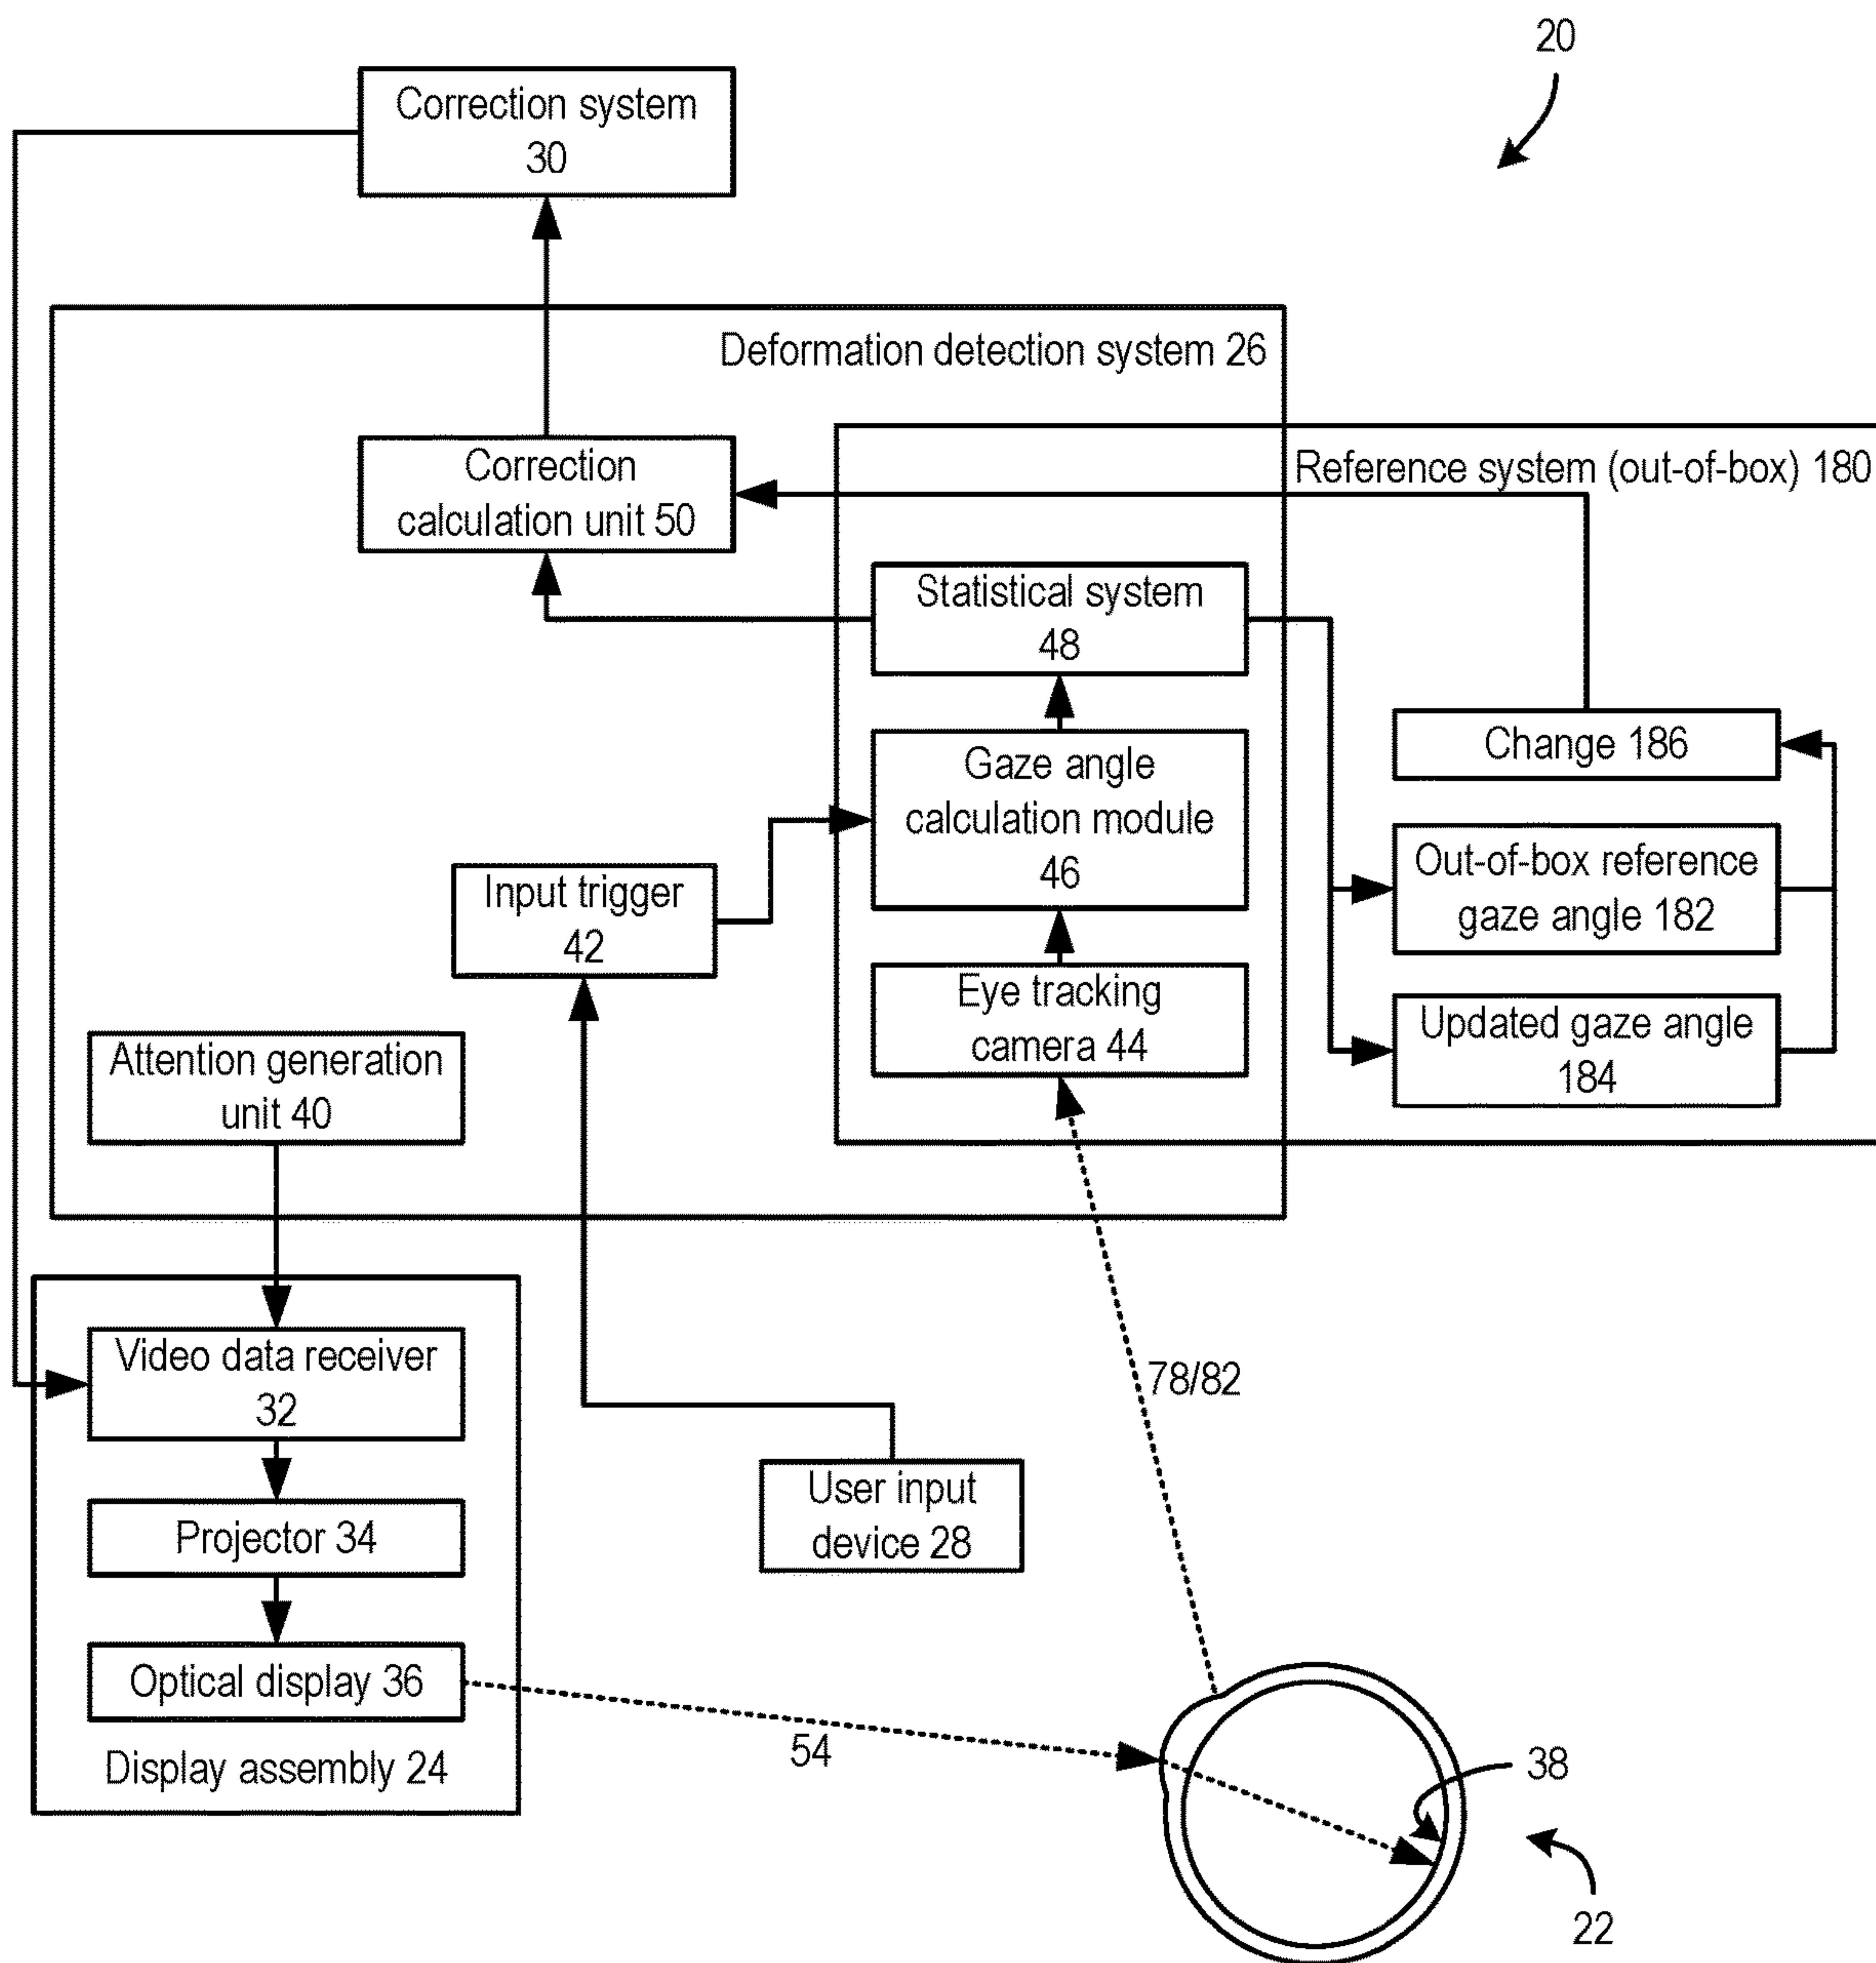 20
Correction system
30
Deformation detection system 26
Correction
calculation unit 50
Reference system (out-of-box) 180
Statistical system
48
Change 186
Gaze angle
calculation module
46
Out-of-box reference
gaze angle 182
Input trigger
42
Eye tracking
camera 44
Updated gaze angle
184
Attention generation
unit 40
Video data receiver
32
78/82
User input
device 28
Projector 34
Optical display 36
54
Display assembly 24
38
22